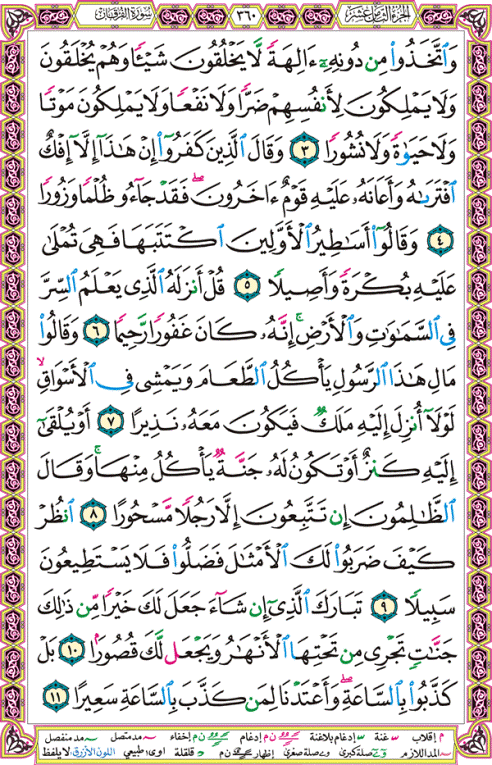 الجزء الثامن عشر ٣٦٠ سورة الفرقان
وَٱتَّخَذُوا۟ مِن دُونِهِۦٓ ءَالِهَةً لَّا يَخْلُقُونَ شَيْـًٔا وَهُمْ يُخْلَقُونَ
وَلَا يَمْلِكُونَ لِأَنفُسِهِمْ ضَرًّا وَلَا نَفْعًا وَلَا يَمْلِكُونَ مَوْتًا
وَلَا حَيَوٰةً وَلَا نُشُورًا ٣ وَقَالَ ٱلَّذِينَ كَفَرُوٓا۟ إِنْ هَٰذَآ إِلَّآ إِفْكٌ
ٱفْتَرَىٰهُ وَأَعَانَهُۥ عَلَيْهِ قَوْمٌ ءَاخَرُونَ ۖ فَقَدْ جَآءُو ظُلْمًا وَزُورًا
٤ وَقَالُوٓا۟ أَسَٰطِيرُ ٱلْأَوَّلِينَ ٱكْتَتَبَهَا فَهِىَ تُمْلَىٰ
عَلَيْهِ بُكْرَةً وَأَصِيلًا ٥ قُلْ أَنزَلَهُ ٱلَّذِى يَعْلَمُ ٱلسِّرَّ
فِى ٱلسَّمَٰوَٰتِ وَٱلْأَرْضِ ۚ إِنَّهُۥ كَانَ غَفُورًا رَّحِيمًا ٦ وَقَالُوا۟
مَالِ هَٰذَا ٱلرَّسُولِ يَأْكُلُ ٱلطَّعَامَ وَيَمْشِى فِى ٱلْأَسْوَاقِ ۙ
لَوْلَآ أُنزِلَ إِلَيْهِ مَلَكٌ فَيَكُونَ مَعَهُۥ نَذِيرًا ٧ أَوْ يُلْقَىٰٓ
إِلَيْهِ كَنزٌ أَوْ تَكُونُ لَهُۥ جَنَّةٌ يَأْكُلُ مِنْهَا ۚ وَقَالَ
ٱلظَّٰلِمُونَ إِن تَتَّبِعُونَ إِلَّا رَجُلًا مَّسْحُورًا ٨ ٱنظُرْ
كَيْفَ ضَرَبُوا۟ لَكَ ٱلْأَمْثَٰلَ فَضَلُّوا۟ فَلَا يَسْتَطِيعُونَ
سَبِيلًا ٩ تَبَارَكَ ٱلَّذِىٓ إِن شَآءَ جَعَلَ لَكَ خَيْرًا مِّن ذَٰلِكَ
جَنَّٰتٍ تَجْرِى مِن تَحْتِهَا ٱلْأَنْهَٰرُ وَيَجْعَل لَّكَ قُصُورًۢا ١٠ بَلْ
كَذَّبُوا۟ بِٱلسَّاعَةِ ۖ وَأَعْتَدْنَا لِمَن كَذَّبَ بِٱلسَّاعَةِ سَعِيرًا ١١
م إقلاب س غنة س إدغام بلاغنة ن م إدغام ن م إخفاء مد متصل مد منفصل
المد اللازم صلة كبرى صلة صغرى إظهار ن م قلقلة اوى طبيعي اللون الأزرق لا يلفظ